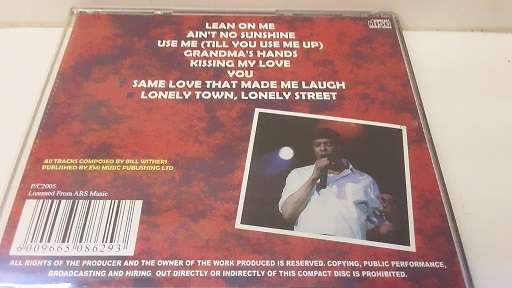 LEAN ON ME
AIN'T NO SUNSHINE
USE ME (TILL YOU USE ME UP)
GRANDMA'S HANDS
KISSING MY LOVE
YOU
SAME LOVE THAT MADE ME LAUGH
LONELY TOWN, LONELY STREET
All TRACKS COMPOSED BY BILL WITHERS
PUBLISHED BY EMI MUSIC PUBLISHING LTD
P/C2005
Licensed From ARS Music
6009665086293
ALL RIGHTS OF THE PRODUCER AND THE OWNER OF THE WORK PRODUCED IS RESERVED. COPYING, PUBLIC PERFORMANCE,
BROADCASTING AND HIRING OUT DIRECTLY OR INDIRECTLY OF THIS COMPACT DISC IS PROHIBITED.